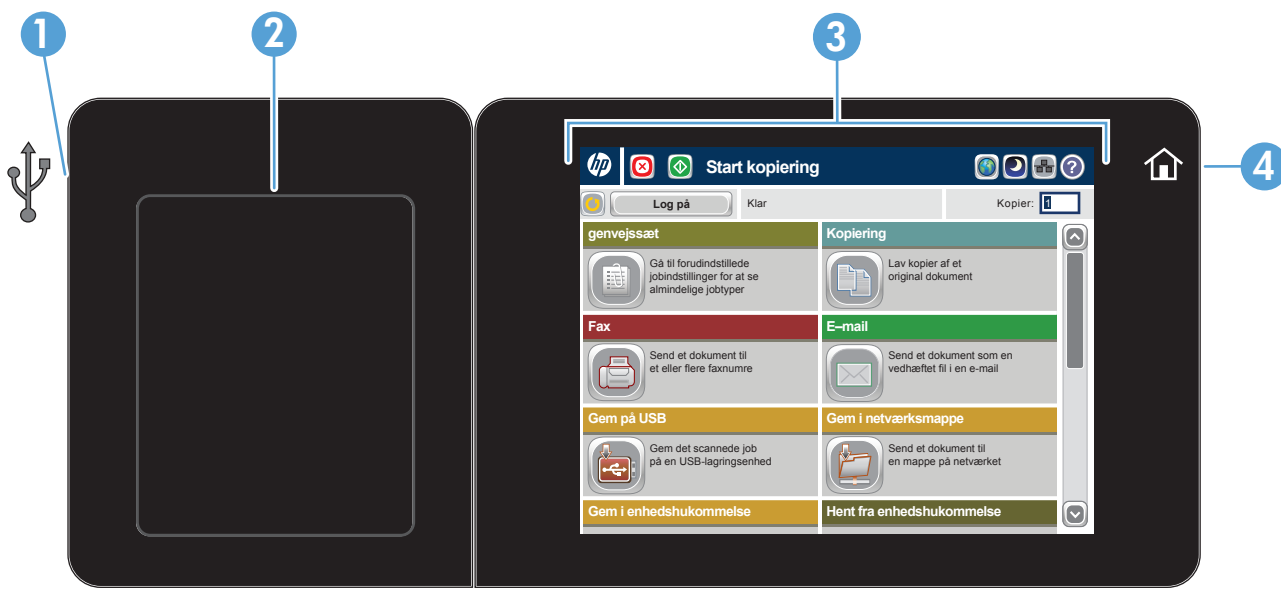 1
2
3
4
hp
Start kopiering
?
Log på
Klar
Kopier: 1
genvejssæt
Kopiering
Gå til forudindstillede
jobindstillinger for at se
almindelige jobtyper
Lav kopier af et
original dokument
Fax
E–mail
Send et dokument til
et eller flere faxnumre
Send et dokument som en
vedhæftet fil i en e-mail
Gem på USB
Gem i netværksmappe
Gem det scannede job
på en USB-lagringsenhed
Send et dokument til
en mappe på netværket
Gem i enhedshukommelse
Hent fra enhedshukommelse